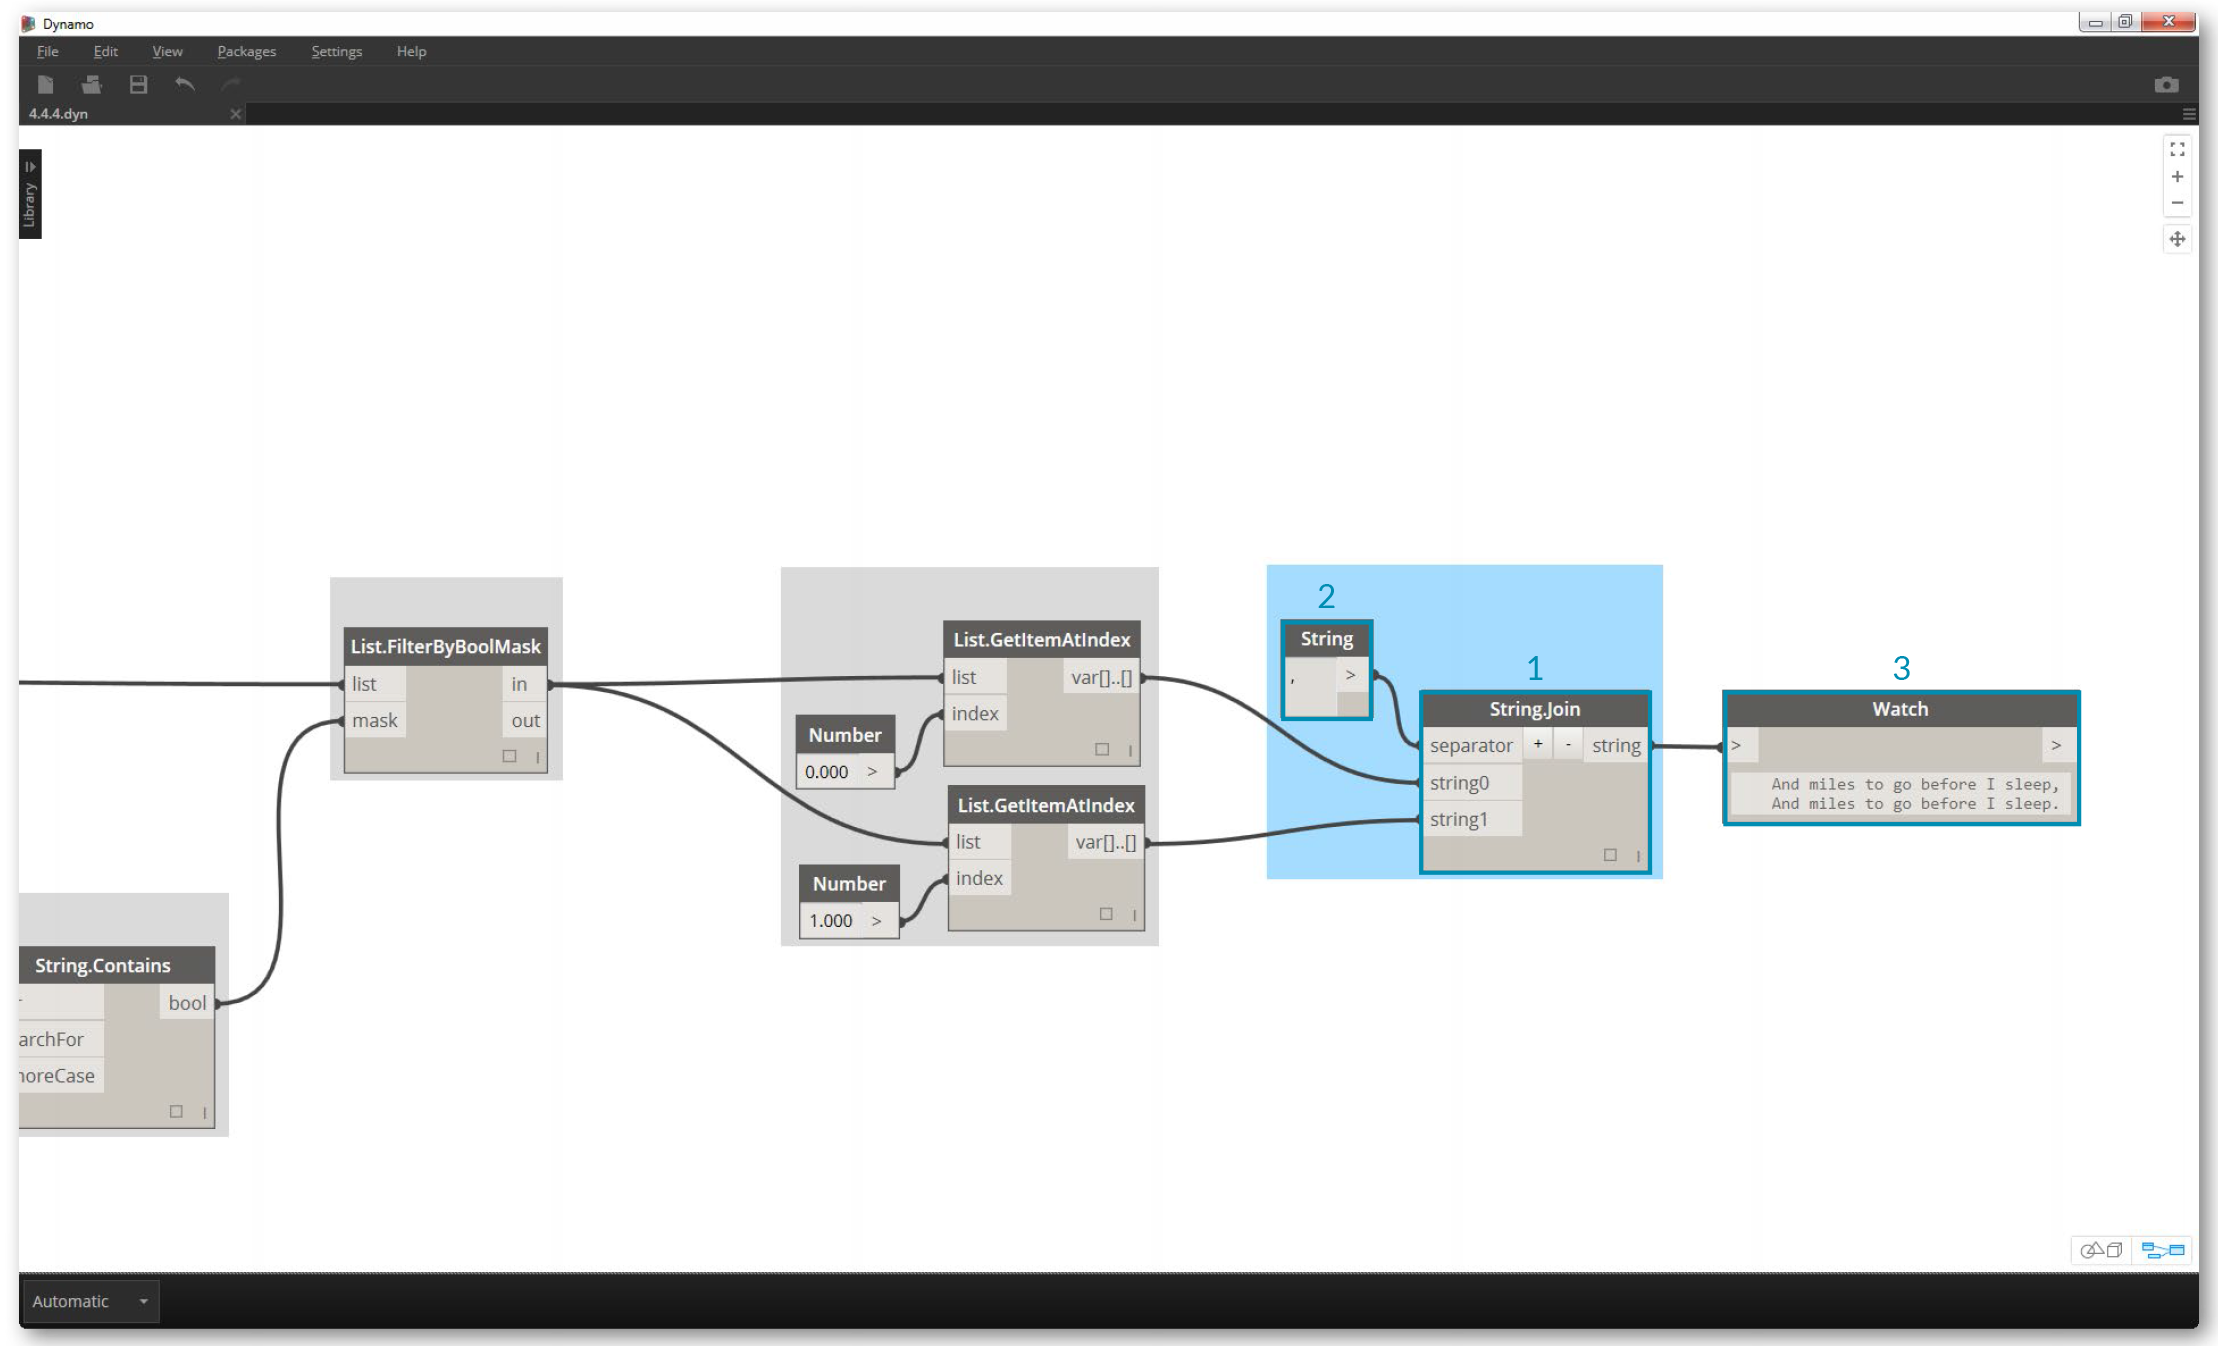 Dynamo
File Edit View Packages Settings Help
4.4.4.dyn
Library
List.FilterByBoolMask
list in
mask out
List.GetItemAtIndex
list var[]..[]
index
Number
0.000 >
List.GetItemAtIndex
list var[]..[]
index
Number
1.000 >
2
String
, >
1
String.Join
separator + - string
string0
string1
3
Watch
> >
And miles to go before I sleep,
And miles to go before I sleep.
String.Contains
bool
archFor
noreCase
Automatic